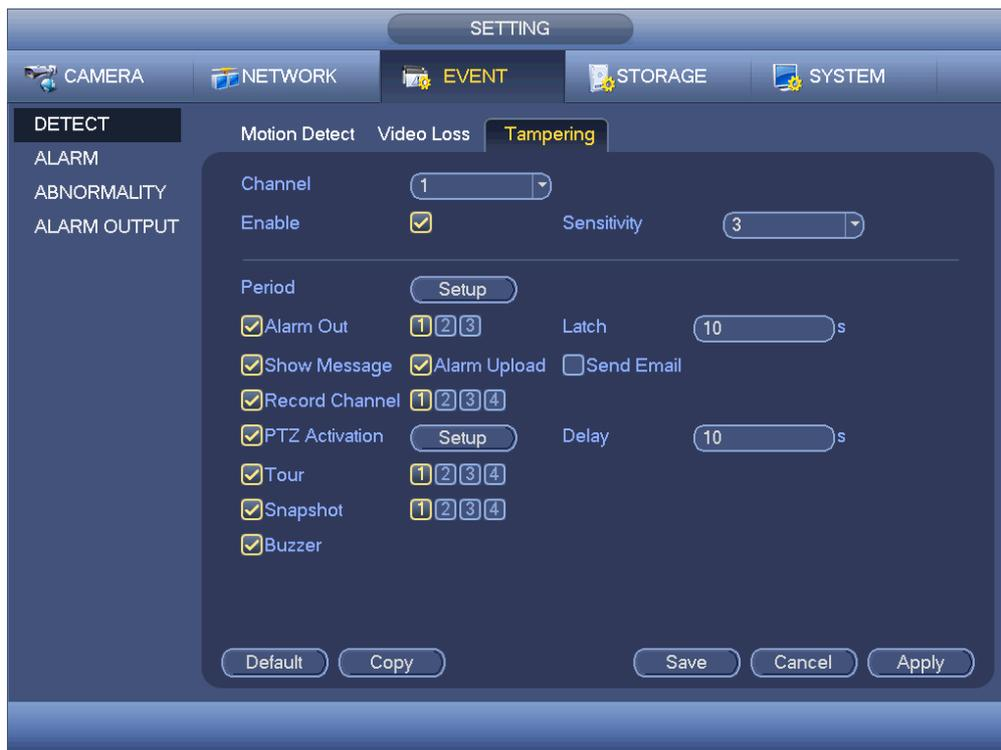 SETTING
CAMERA NETWORK EVENT STORAGE SYSTEM
DETECT
ALARM
ABNORMALITY
ALARM OUTPUT
Motion Detect Video Loss Tampering
Channel 1
Enable Sensitivity 3
Period Setup
Alarm Out 1 2 3 Latch 10 s
Show Message Alarm Upload Send Email
Record Channel 1 2 3 4
PTZ Activation Setup Delay 10 s
Tour 1 2 3 4
Snapshot 1 2 3 4
Buzzer
Default Copy Save Cancel Apply